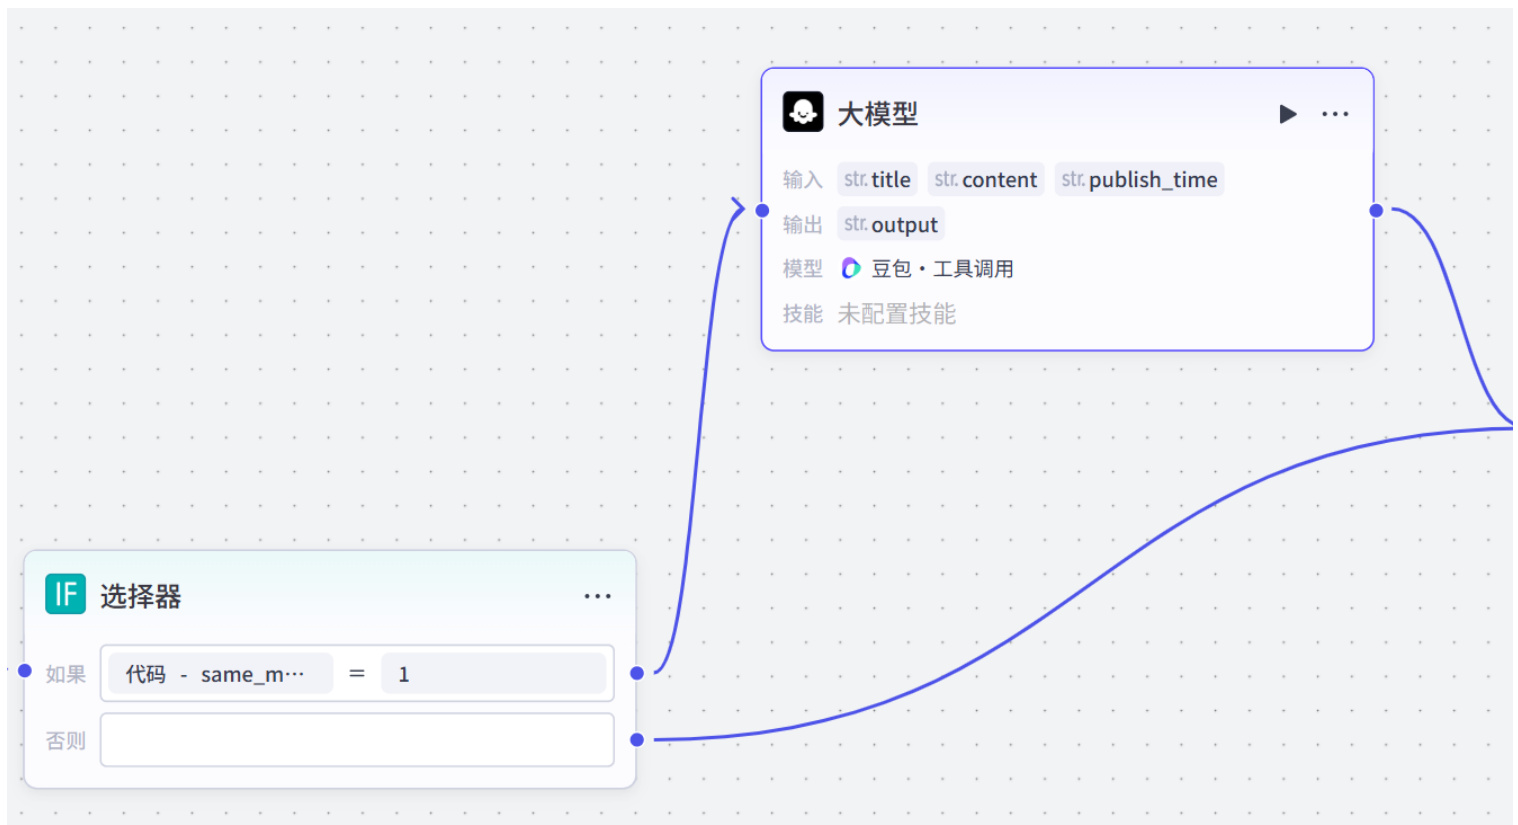 大模型
输入 str. title str. content str. publish_time
输出 str. output
模型 豆包·工具调用
技能 未配置技能
IF 选择器
如果 代码 - same_m··· = 1
否则